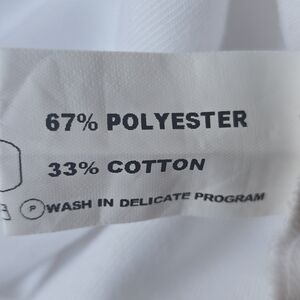 67% POLYESTER
33% COTTON
P WASH IN DELICATE PROGRAM